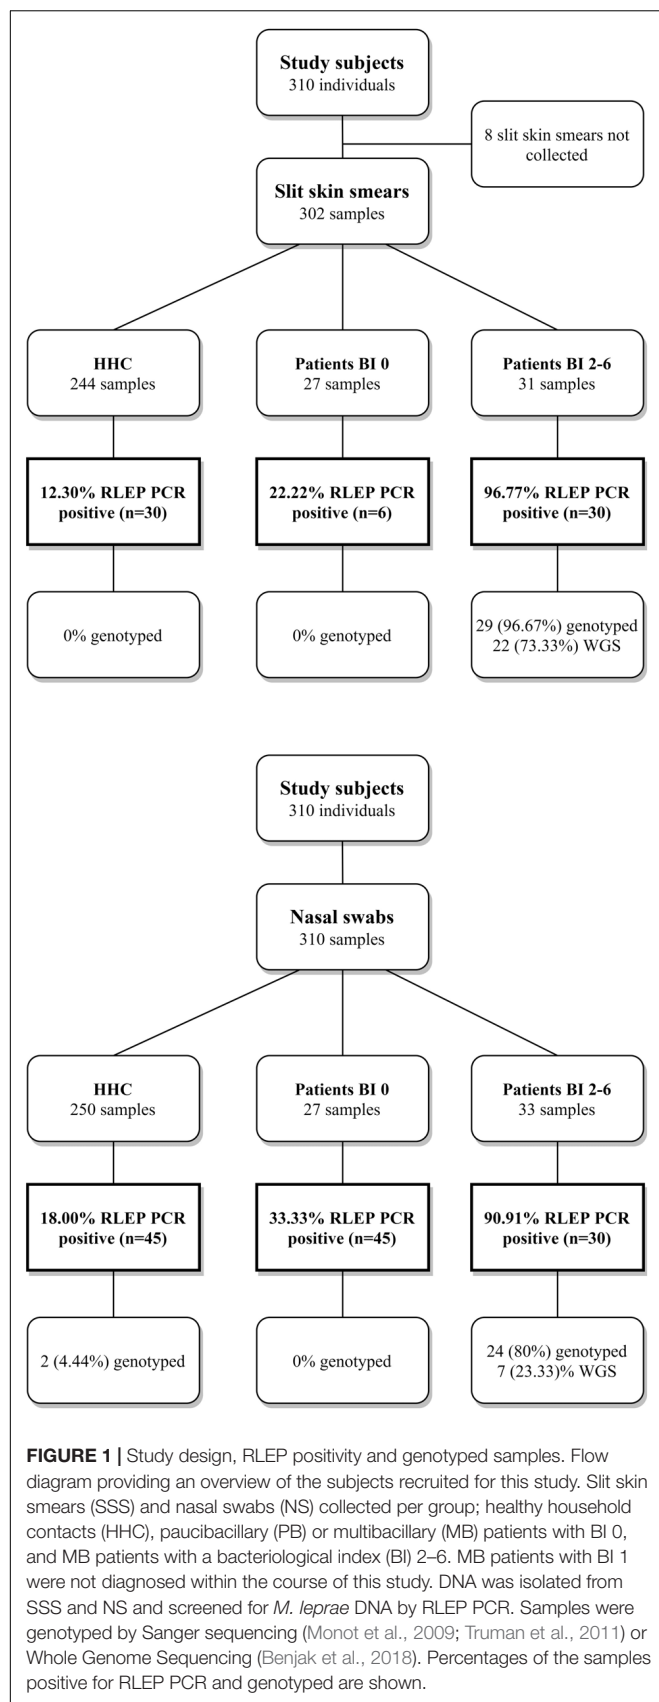 Study subjects
310 individuals
8 slit skin smears not
collected
Slit skin smears
302 samples
HHC
244 samples
Patients BI 0
27 samples
Patients BI 2-6
31 samples
12.30% RLEP PCR
positive (n=30)
22.22% RLEP PCR
positive (n=6)
96.77% RLEP PCR
positive (n=30)
0% genotyped
0% genotyped
29 (96.67%) genotyped
22 (73.33%) WGS
Study subjects
310 individuals
Nasal swabs
310 samples
HHC
250 samples
Patients BI 0
27 samples
Patients BI 2-6
33 samples
18.00% RLEP PCR
positive (n=45)
33.33% RLEP PCR
positive (n=45)
90.91% RLEP PCR
positive (n=30)
2 (4.44%) genotyped
0% genotyped
24 (80%) genotyped
7 (23.33)% WGS
FIGURE 1 | Study design, RLEP positivity and genotyped samples. Flow
diagram providing an overview of the subjects recruited for this study. Slit skin
smears (SSS) and nasal swabs (NS) collected per group; healthy household
contacts (HHC), paucibacillary (PB) or multibacillary (MB) patients with BI 0,
and MB patients with a bacteriological index (BI) 2–6. MB patients with BI 1
were not diagnosed within the course of this study. DNA was isolated from
SSS and NS and screened for M. leprae DNA by RLEP PCR. Samples were
genotyped by Sanger sequencing (Monot et al., 2009; Truman et al., 2011) or
Whole Genome Sequencing (Benjak et al., 2018). Percentages of the samples
positive for RLEP PCR and genotyped are shown.